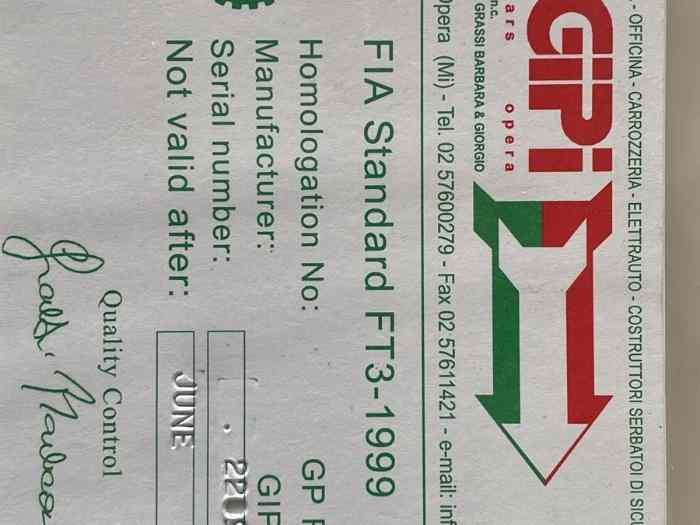 - OFFICINA - CARROZZERIA - ELETTRAUTO - COSTRUTTORI SERBATOI DI SIC
GIPI
ars opera
n.c.
GRASSI BARBARA & GIORGIO
Opera (Mi) - Tel. 02 57600279 - Fax 02 57611421 - e-mail: inf
FIA Standard FT3-1999
Homologation No: GP F
Manufacturer: GIP
Serial number:
Not valid after: JUNE
Quality Control